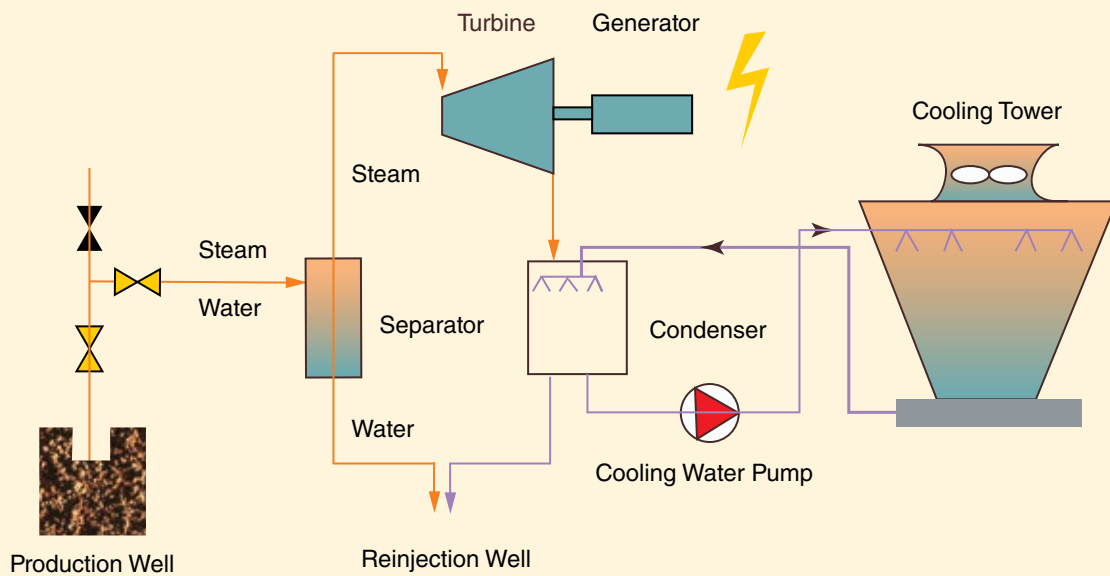 Turbine
Generator
Cooling Tower
Steam
Steam
Water
Separator
Condenser
Water
Cooling Water Pump
Reinjection Well
Production Well